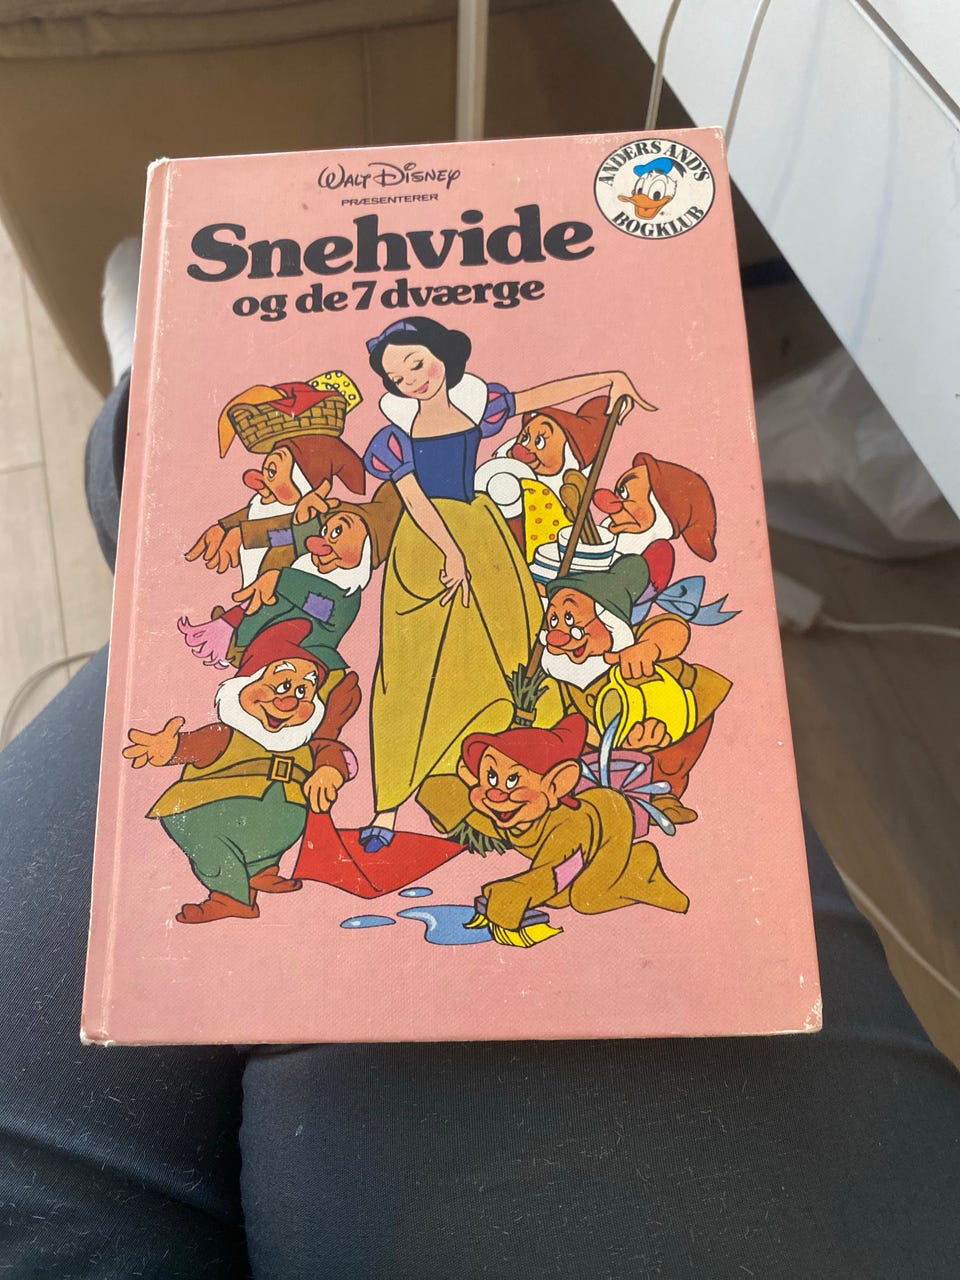 Walt Disney
PRÆSENTERER
Snehvide
og de 7 dværge
ANDERS AND'S
BOGKLUB